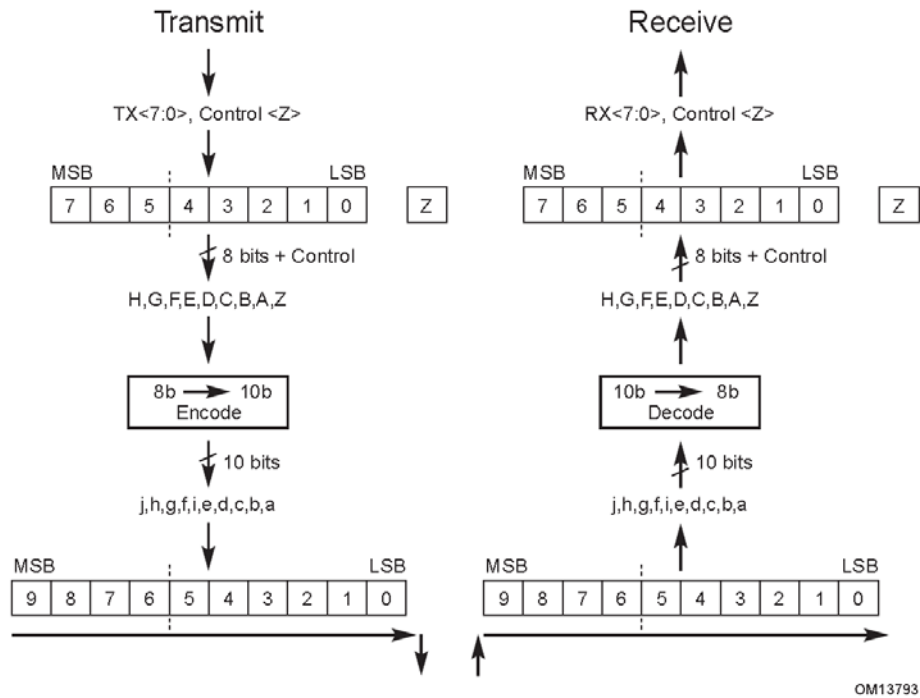 Transmit
TX<7:0>, Control <Z>
MSB LSB
7 6 5 4 3 2 1 0 Z
8 bits + Control
H,G,F,E,D,C,B,A,Z
8b 10b
Encode
10 bits
j,h,g,f,i,e,d,c,b,a
MSB LSB
9 8 7 6 5 4 3 2 1 0
Receive
RX<7:0>, Control <Z>
MSB LSB
7 6 5 4 3 2 1 0 Z
8 bits + Control
H,G,F,E,D,C,B,A,Z
10b 8b
Decode
10 bits
j,h,g,f,i,e,d,c,b,a
MSB LSB
9 8 7 6 5 4 3 2 1 0
OM13793